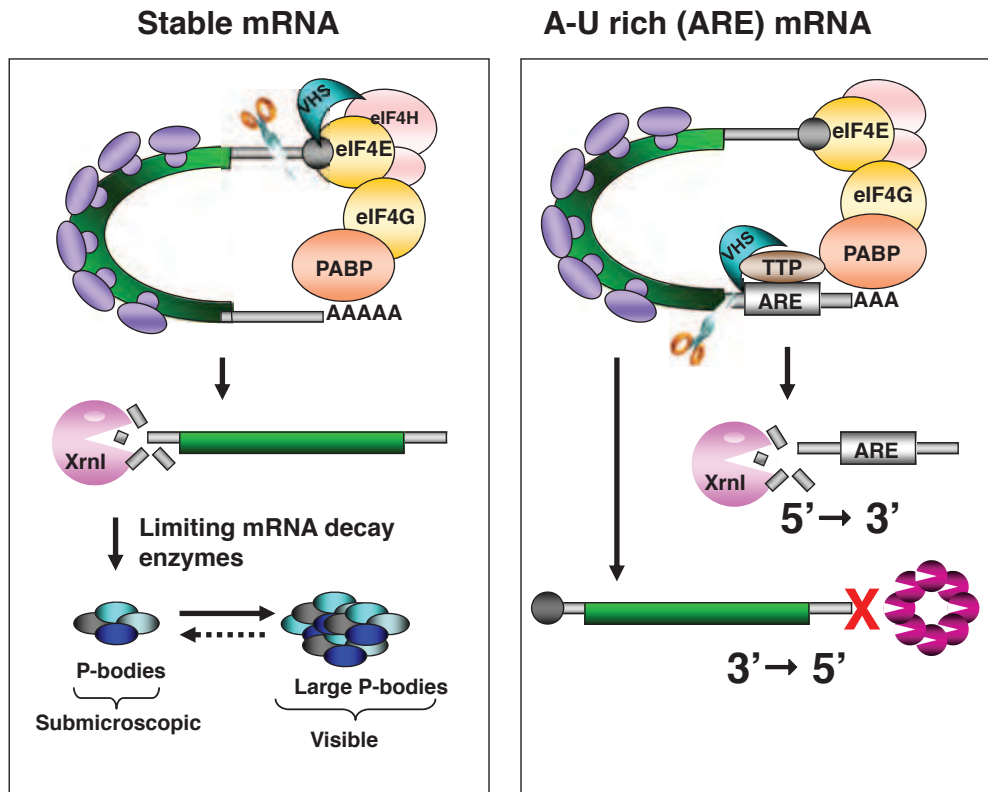 Stable mRNA
VHS
eIF4H
eIF4E
eIF4G
PABP
AAAAA
XrnI
Limiting mRNA decay
enzymes
P-bodies
Submicroscopic
Large P-bodies
Visible
A-U rich (ARE) mRNA
eIF4E
eIF4G
VHS
TTP
PABP
ARE
AAA
XrnI
ARE
5’→ 3’
X
3’→ 5’